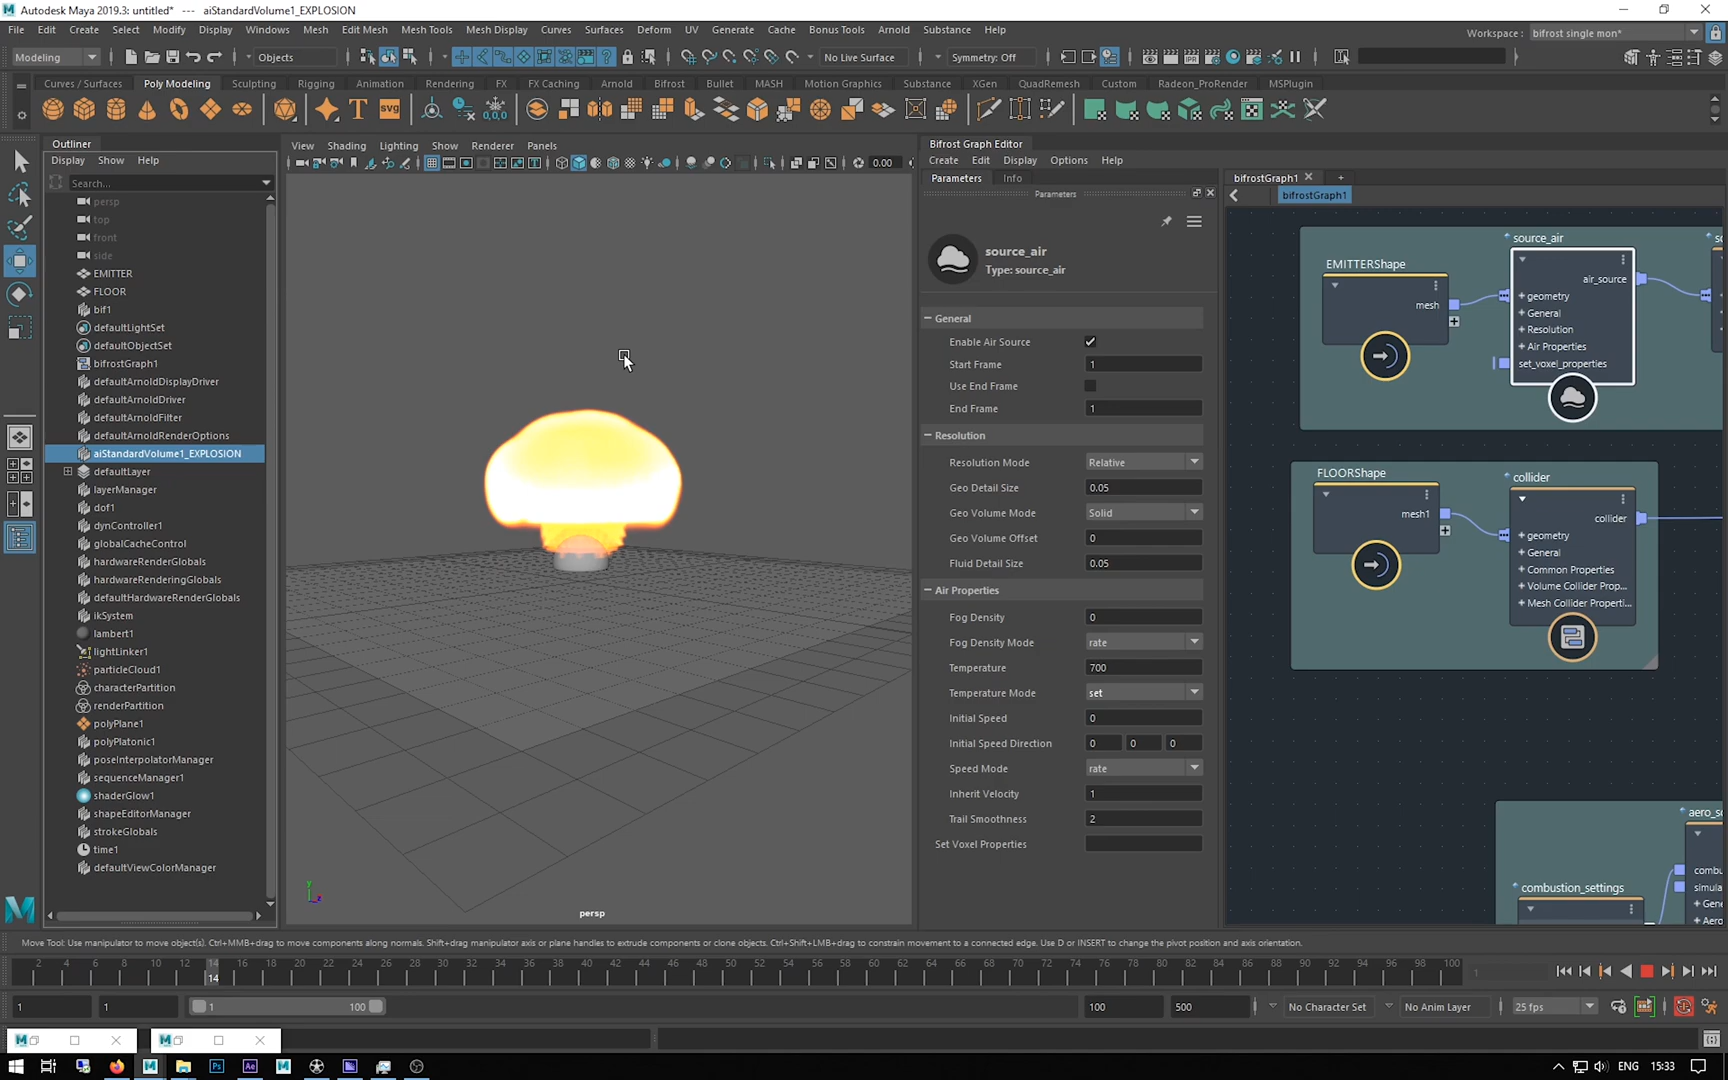 Autodesk Maya 2019.3: untitled* --- aiStandardVolume1_EXPLOSION
File Edit Create Select Modify Display Windows Mesh Edit Mesh Mesh Tools Mesh Display Curves Surfaces Deform UV Generate Cache Bonus Tools Arnold Substance Help
Workspace : bifrost single mon*
Modeling Objects No Live Surface Symmetry: Off
Curves / Surfaces Poly Modeling Sculpting Rigging Animation Rendering FX FX Caching Custom Arnold Bifrost Bullet MASH Motion Graphics Substance XGen QuadRemesh Custom Radeon_ProRender MSPlugin
Outliner
Display Show Help
Search...
persp
top
front
side
EMITTER
FLOOR
bif1
defaultLightSet
defaultObjectSet
bifrostGraph1
defaultArnoldDisplayDriver
defaultArnoldDriver
defaultArnoldFilter
defaultArnoldRenderOptions
aiStandardVolume1_EXPLOSION
defaultLayer
layerManager
dof1
dynController1
globalCacheControl
hardwareRenderGlobals
hardwareRenderingGlobals
defaultHardwareRenderGlobals
ikSystem
lambert1
lightLinker1
particleCloud1
characterPartition
renderPartition
polyPlane1
polyPlatonic1
poseInterpolatorManager
sequenceManager1
shaderGlow1
shapeEditorManager
strokeGlobals
time1
defaultViewColorManager
View Shading Lighting Show Renderer Panels
0.00
persp
Bifrost Graph Editor
Create Edit Display Options Help
Parameters Info
Parameters
source_air
Type: source_air
General
Enable Air Source
Start Frame 1
Use End Frame
End Frame 1
Resolution
Resolution Mode Relative
Geo Detail Size 0.05
Geo Volume Mode Solid
Geo Volume Offset 0
Fluid Detail Size 0.05
Air Properties
Fog Density 0
Fog Density Mode rate
Temperature 700
Temperature Mode set
Initial Speed 0
Initial Speed Direction 0 0 0
Speed Mode rate
Inherit Velocity 1
Trail Smoothness 2
Set Voxel Properties
bifrostGraph1
bifrostGraph1
EMITTERShape
mesh
source_air
air_source
geometry
General
Resolution
Air Properties
set_voxel_properties
FLOORShape
mesh1
collider
collider
geometry
General
Common Properties
Volume Collider Prop...
Mesh Collider Properti...
combustion_settings
Move Tool: Use manipulator to move object(s). Ctrl+MMB+drag to move components along normals. Shift+drag manipulator axis or plane handles to extrude components or clone objects. Ctrl+Shift+LMB+drag to constrain movement to a connected edge. Use D or INSERT to change the pivot position and axis orientation.
2 4 6 8 10 12 14 16 18 20 22 24 26 28 30 32 34 36 38 40 42 44 46 48 50 52 54 56 58 60 62 64 66 68 70 72 74 76 78 80 82 84 86 88 90 92 94 96 98 100
14
1
1 1 1 100 100 500 No Character Set No Anim Layer 25 fps
ENG 15:33